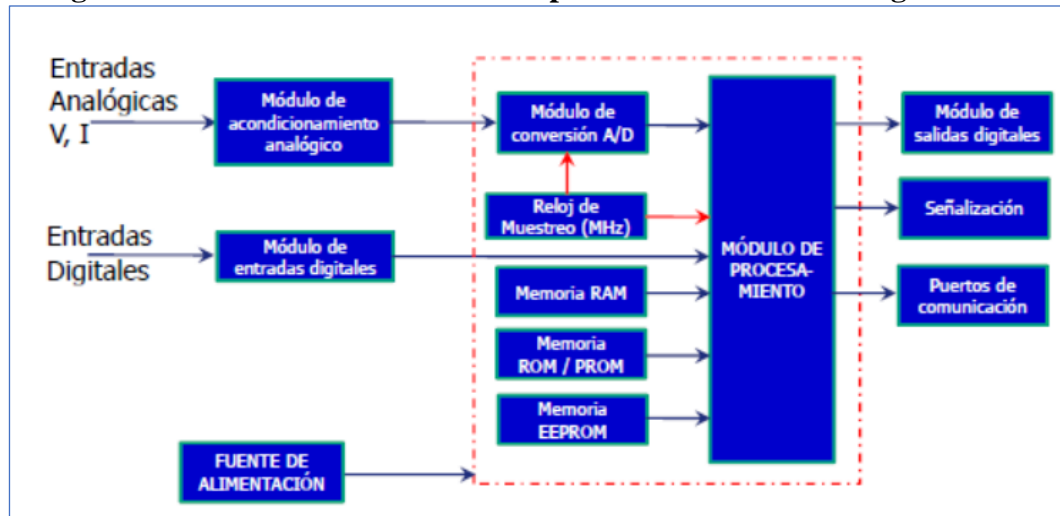 Entradas
Analógicas
V, I
Módulo de
acondicionamiento
analógico
Módulo de
conversión A/D
Módulo de
salidas digitales
Reloj de
Muestreo (MHz)
Señalización
Entradas
Digitales
Módulo de
entradas digitales
MÓDULO DE
PROCESA-
MIENTO
Memoria RAM
Puertos de
comunicación
Memoria
ROM / PROM
Memoria
EEPROM
FUENTE DE
ALIMENTACIÓN